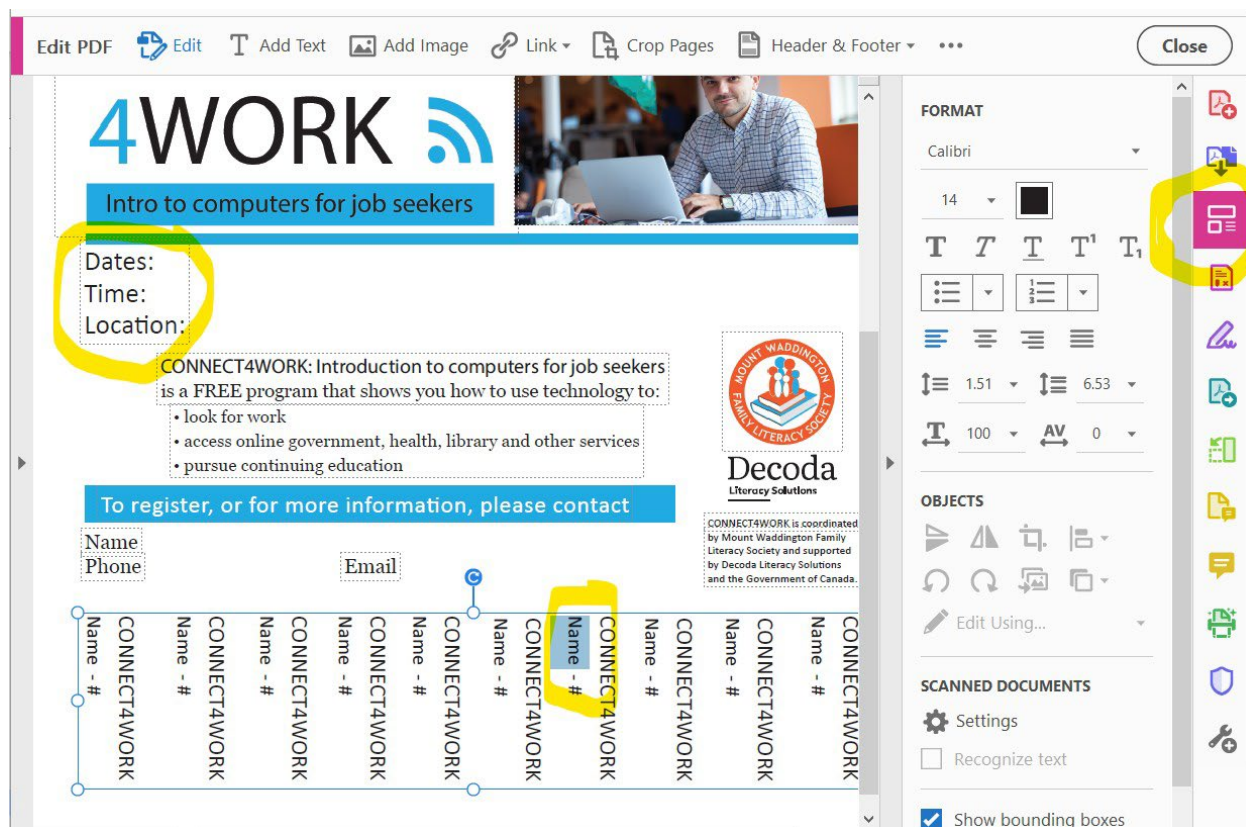 Edit PDF Edit Add Text Add Image Link Crop Pages Header & Footer Close
4WORK
Intro to computers for job seekers
Dates:
Time:
Location:
CONNECT4WORK: Introduction to computers for job seekers
is a FREE program that shows you how to use technology to:
• look for work
• access online government, health, library and other services
• pursue continuing education
To register, or for more information, please contact
Name
Phone
Email
MOUNT WADDINGTON
FAMILY LITERACY SOCIETY
Decoda
Literacy Solutions
CONNECT4WORK is coordinated
by Mount Waddington Family
Literacy Society and supported
by Decoda Literacy Solutions
and the Government of Canada.
Name - #
CONNECT4WORK
Name - #
CONNECT4WORK
Name - #
CONNECT4WORK
Name - #
CONNECT4WORK
Name - #
CONNECT4WORK
Name - #
CONNECT4WORK
Name - #
CONNECT4WORK
Name - #
CONNECT4WORK
Name - #
CONNECT4WORK
Name - #
CONNECT4WORK
FORMAT
Calibri
14
1.51 6.53
100 AV 0
OBJECTS
Edit Using...
SCANNED DOCUMENTS
Settings
Recognize text
Show bounding boxes